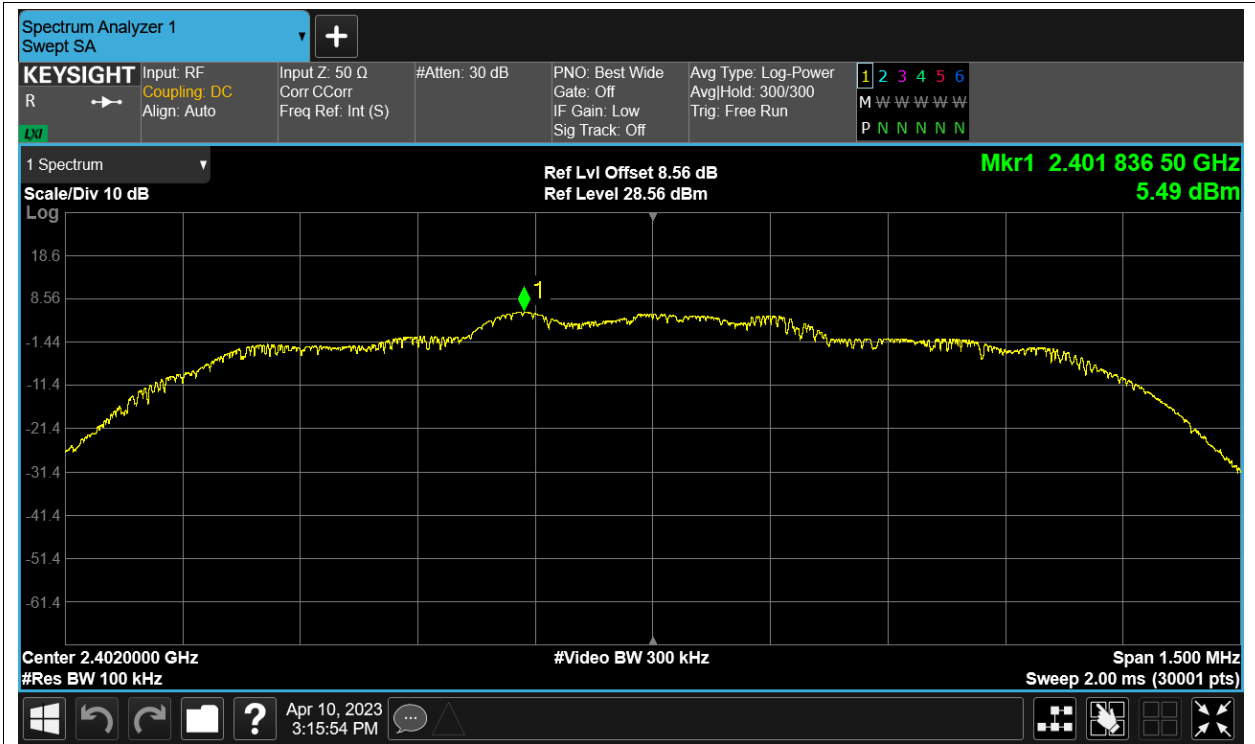 Spectrum Analyzer 1
Swept SA
KEYSIGHT
R
LXI
Input: RF
Coupling: DC
Align: Auto
Input Z: 50 Ω
Corr CCorr
Freq Ref: Int (S)
#Atten: 30 dB
PNO: Best Wide
Gate: Off
IF Gain: Low
Sig Track: Off
Avg Type: Log-Power
Avg|Hold: 300/300
Trig: Free Run
1 2 3 4 5 6
M W W W W W
P N N N N N
1 Spectrum
Scale/Div 10 dB
Log
Ref Lvl Offset 8.56 dB
Ref Level 28.56 dBm
Mkr1 2.401 836 50 GHz
5.49 dBm
18.6
8.56
1
-1.44
-11.4
-21.4
-31.4
-41.4
-51.4
-61.4
Center 2.4020000 GHz
#Video BW 300 kHz
Span 1.500 MHz
#Res BW 100 kHz
Sweep 2.00 ms (30001 pts)
?
Apr 10, 2023
3:15:54 PM